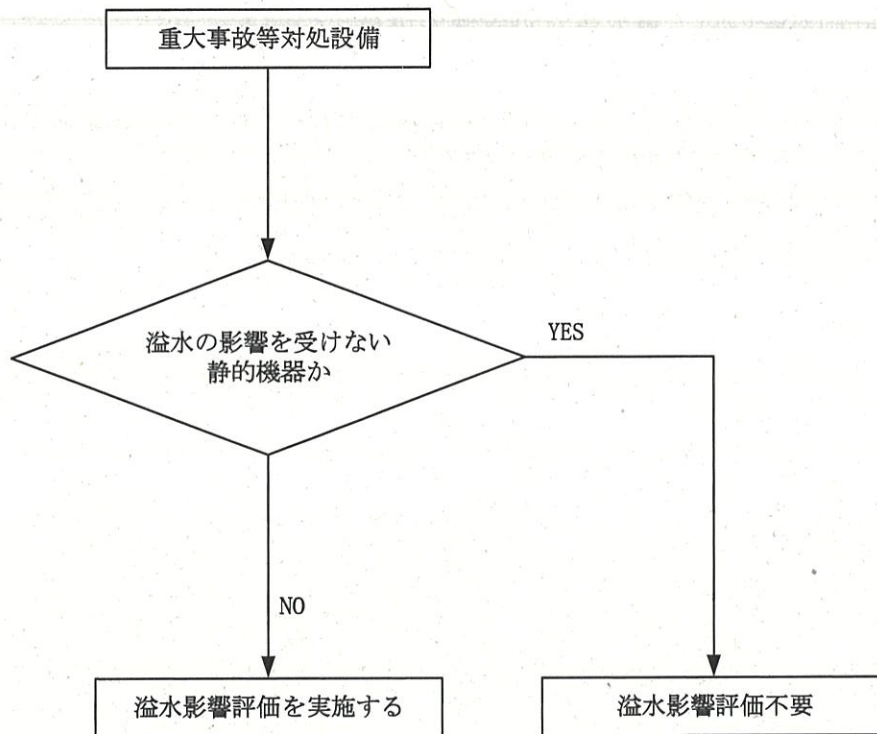 重大事故等対処設備
溢水の影響を受けない
静的機器か
YES
NO
溢水影響評価を実施する
溢水影響評価不要